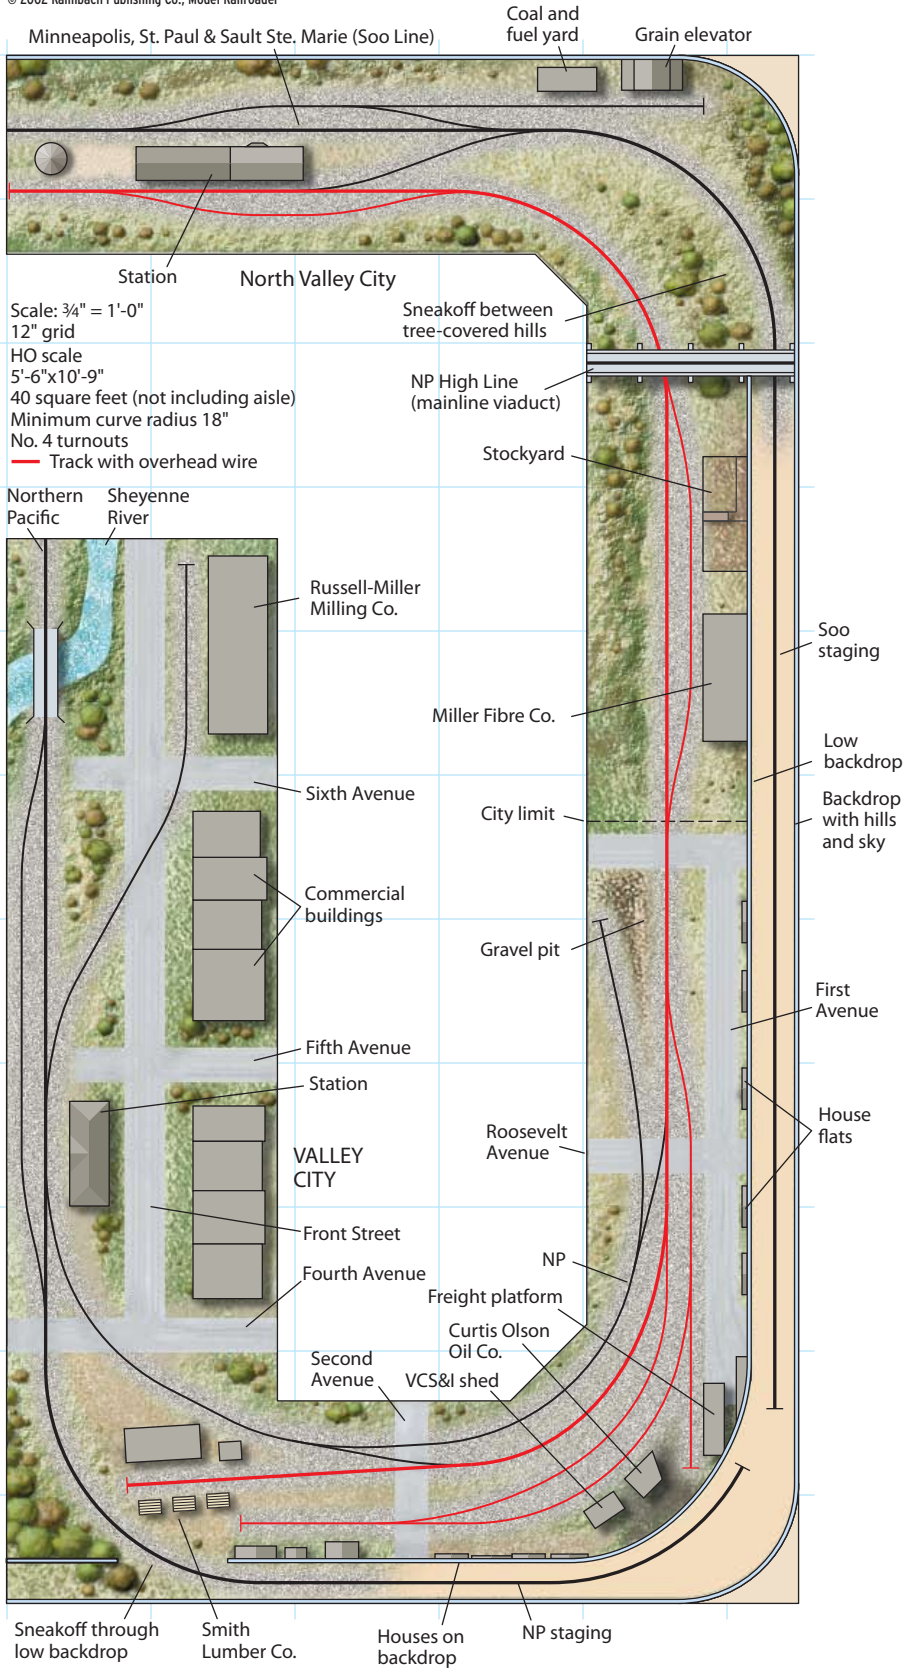 © 2002 Kalmbach Publishing Co., Model Railroader
Coal and
fuel yard
Minneapolis, St. Paul & Sault Ste. Marie (Soo Line)
Grain elevator
Station
North Valley City
Scale: ¾" = 1'-0"
12" grid
HO scale
5'-6"x10'-9"
40 square feet (not including aisle)
Minimum curve radius 18"
No. 4 turnouts
Track with overhead wire
Sneakoff between
tree-covered hills
NP High Line
(mainline viaduct)
Stockyard
Northern
Pacific
Sheyenne
River
Russell-Miller
Milling Co.
Soo
staging
Miller Fibre Co.
Low
backdrop
Sixth Avenue
City limit
Backdrop
with hills
and sky
Commercial
buildings
Gravel pit
First
Avenue
Fifth Avenue
Station
House
flats
Roosevelt
Avenue
VALLEY
CITY
Front Street
NP
Fourth Avenue
Freight platform
Curtis Olson
Oil Co.
Second
Avenue
VCS&I shed
Sneakoff through
low backdrop
Smith
Lumber Co.
Houses on
backdrop
NP staging